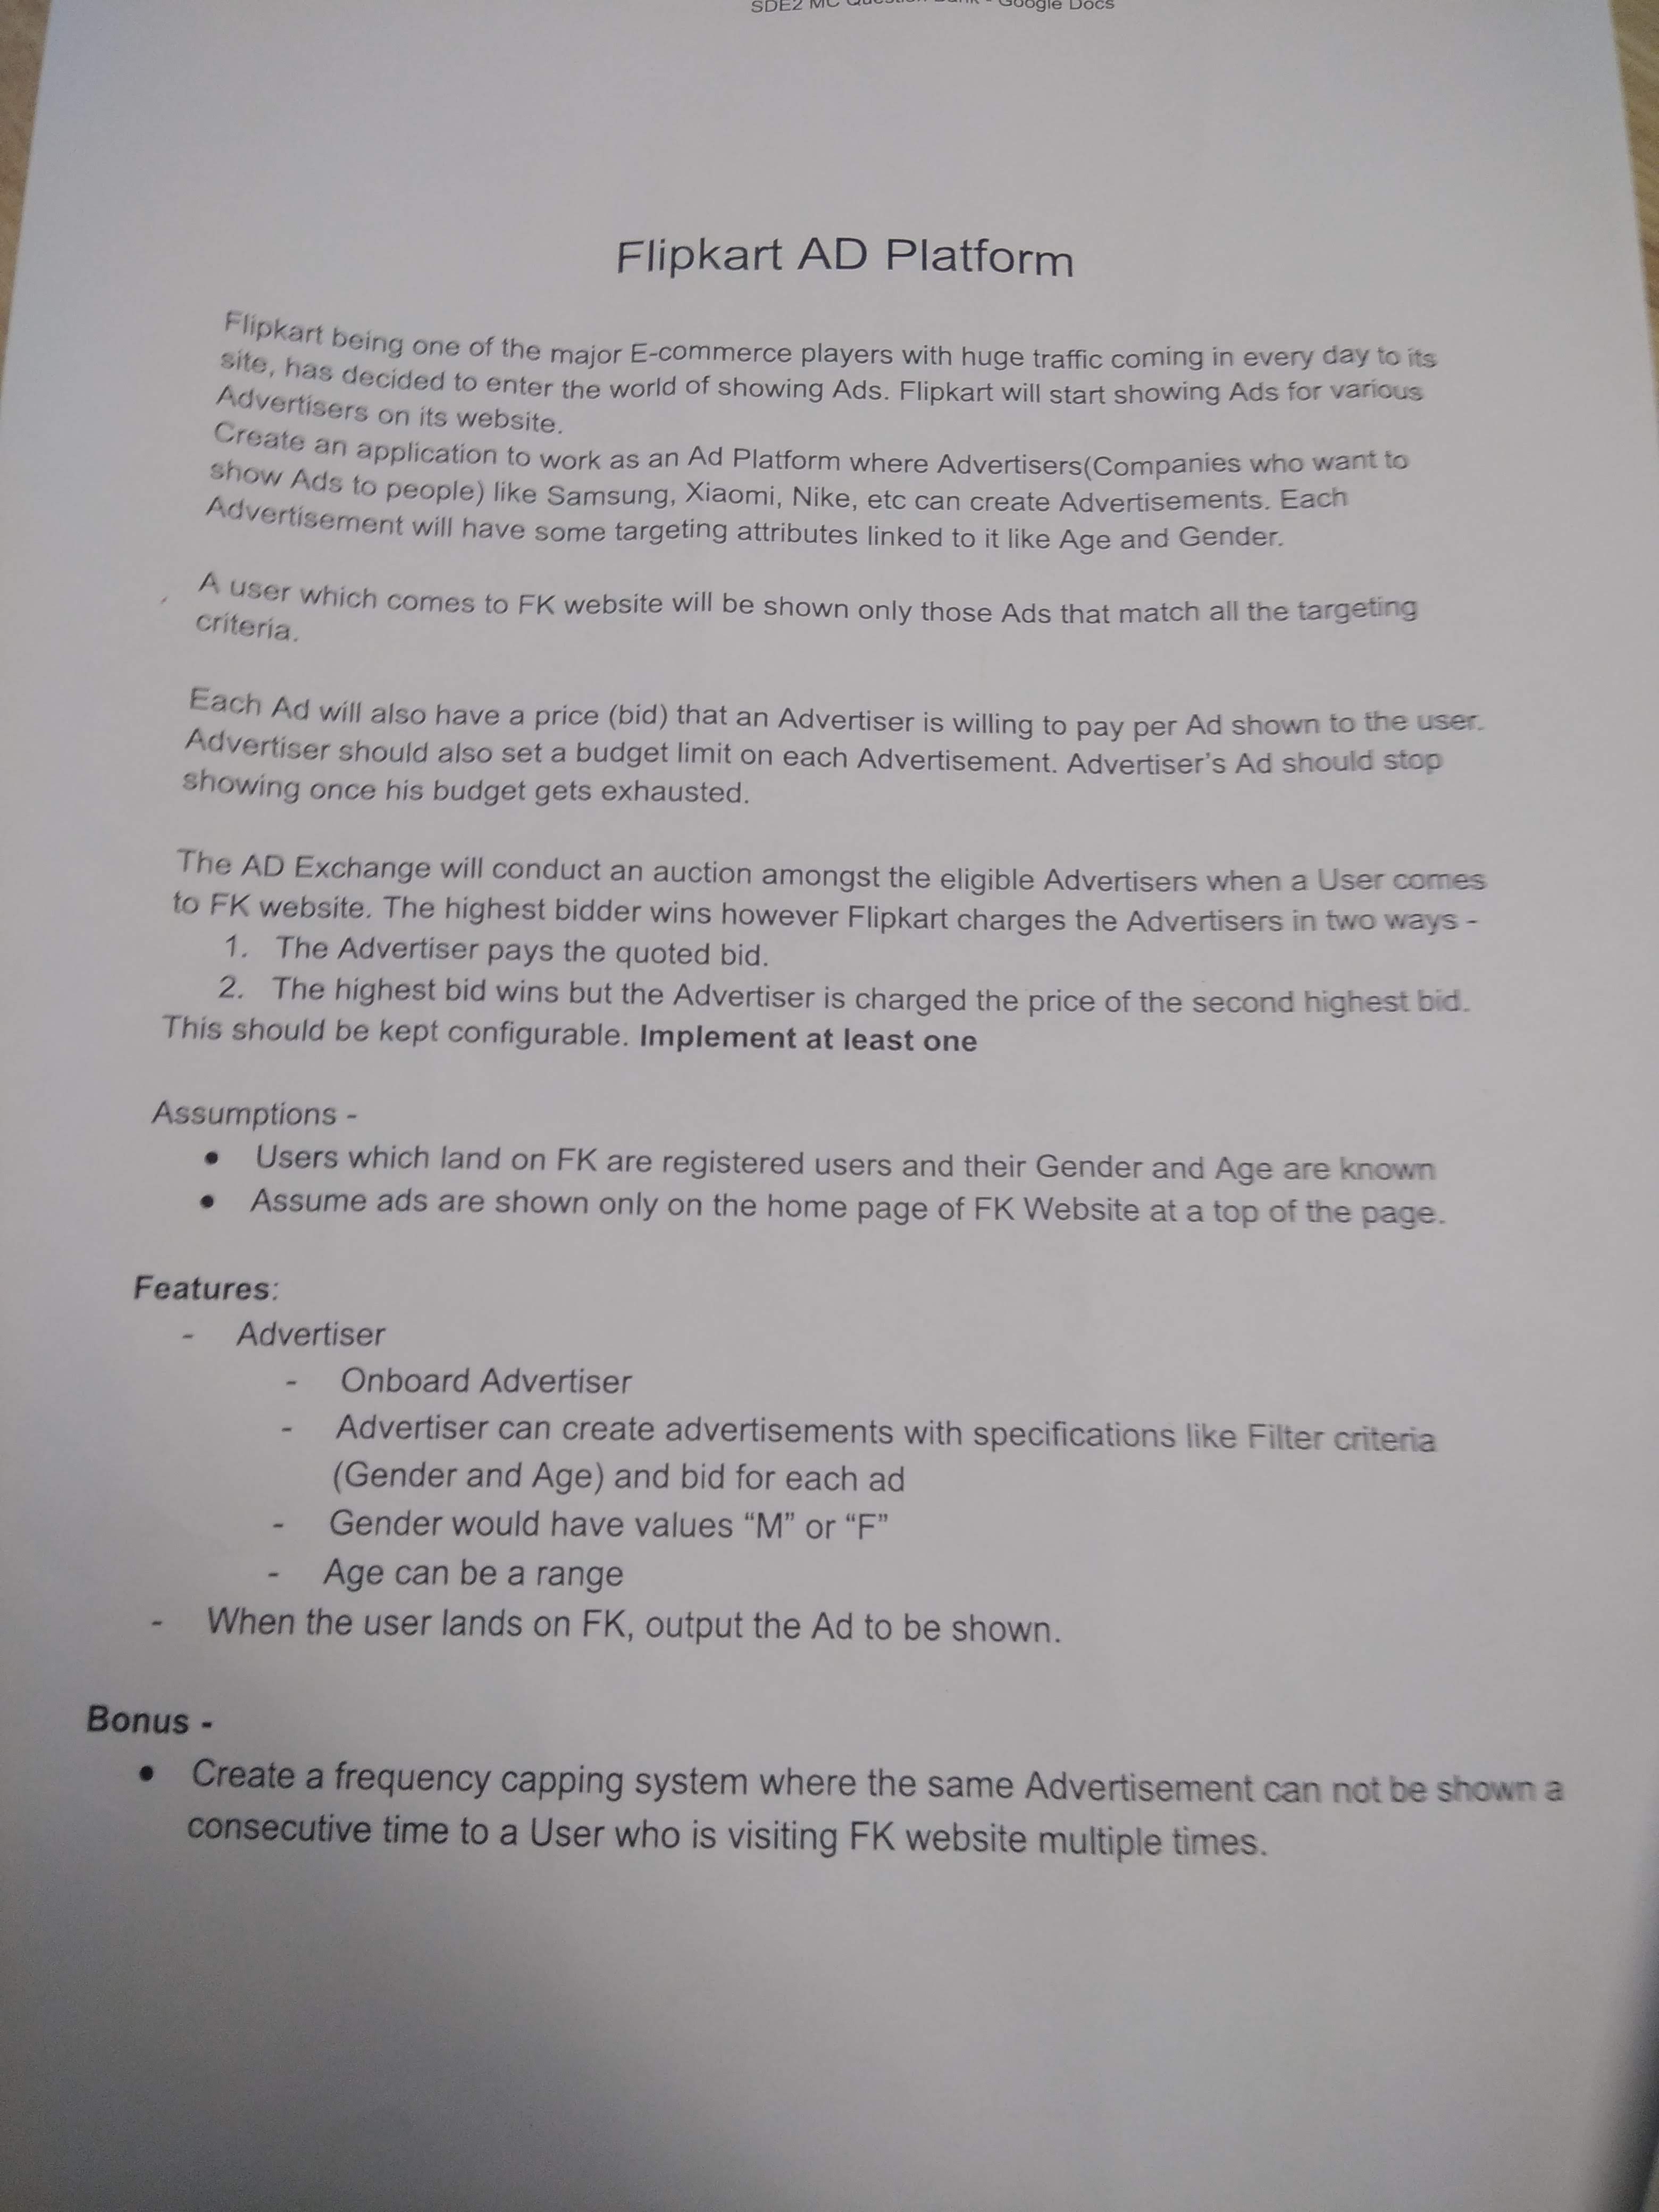 SDE2 MC Question Bank - Google Docs
Flipkart AD Platform
Flipkart being one of the major E-commerce players with huge traffic coming in every day to its
site, has decided to enter the world of showing Ads. Flipkart will start showing Ads for various
Advertisers on its website.
Create an application to work as an Ad Platform where Advertisers(Companies who want to
show Ads to people) like Samsung, Xiaomi, Nike, etc can create Advertisements. Each
Advertisement will have some targeting attributes linked to it like Age and Gender.
A user which comes to FK website will be shown only those Ads that match all the targeting
criteria.
Each Ad will also have a price (bid) that an Advertiser is willing to pay per Ad shown to the user.
Advertiser should also set a budget limit on each Advertisement. Advertiser's Ad should stop
showing once his budget gets exhausted.
The AD Exchange will conduct an auction amongst the eligible Advertisers when a User comes
to FK website. The highest bidder wins however Flipkart charges the Advertisers in two ways -
1. The Advertiser pays the quoted bid.
2. The highest bid wins but the Advertiser is charged the price of the second highest bid.
This should be kept configurable. Implement at least one
Assumptions -
• Users which land on FK are registered users and their Gender and Age are known
• Assume ads are shown only on the home page of FK Website at a top of the page.
Features:
- Advertiser
- Onboard Advertiser
- Advertiser can create advertisements with specifications like Filter criteria
(Gender and Age) and bid for each ad
- Gender would have values “M” or “F”
- Age can be a range
- When the user lands on FK, output the Ad to be shown.
Bonus -
• Create a frequency capping system where the same Advertisement can not be shown a
consecutive time to a User who is visiting FK website multiple times.